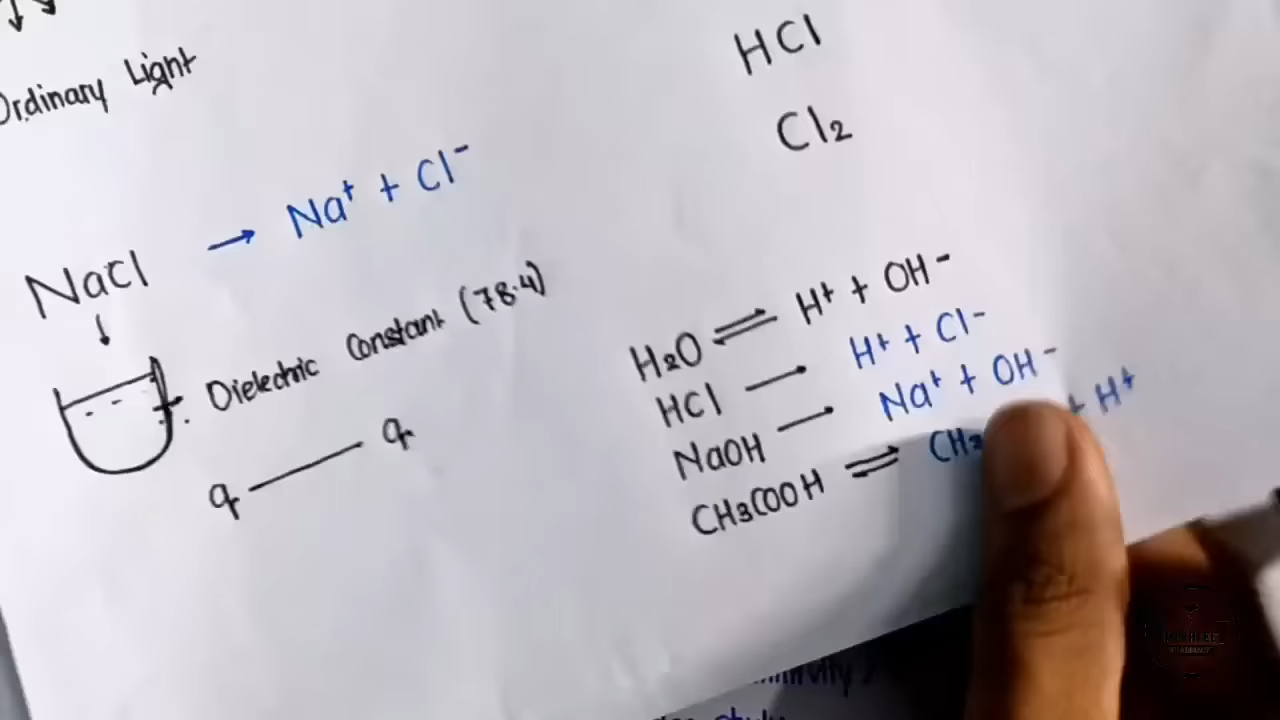 Ordinary Light
HCl
Cl2
NaCl → Na⁺ + Cl⁻
Dielectric Constant (78.4)
q q
H2O ⇌ H⁺ + OH⁻
HCl → H⁺ + Cl⁻
NaOH → Na⁺ + OH⁻
CH3COOH ⇌ CH3 + H⁺